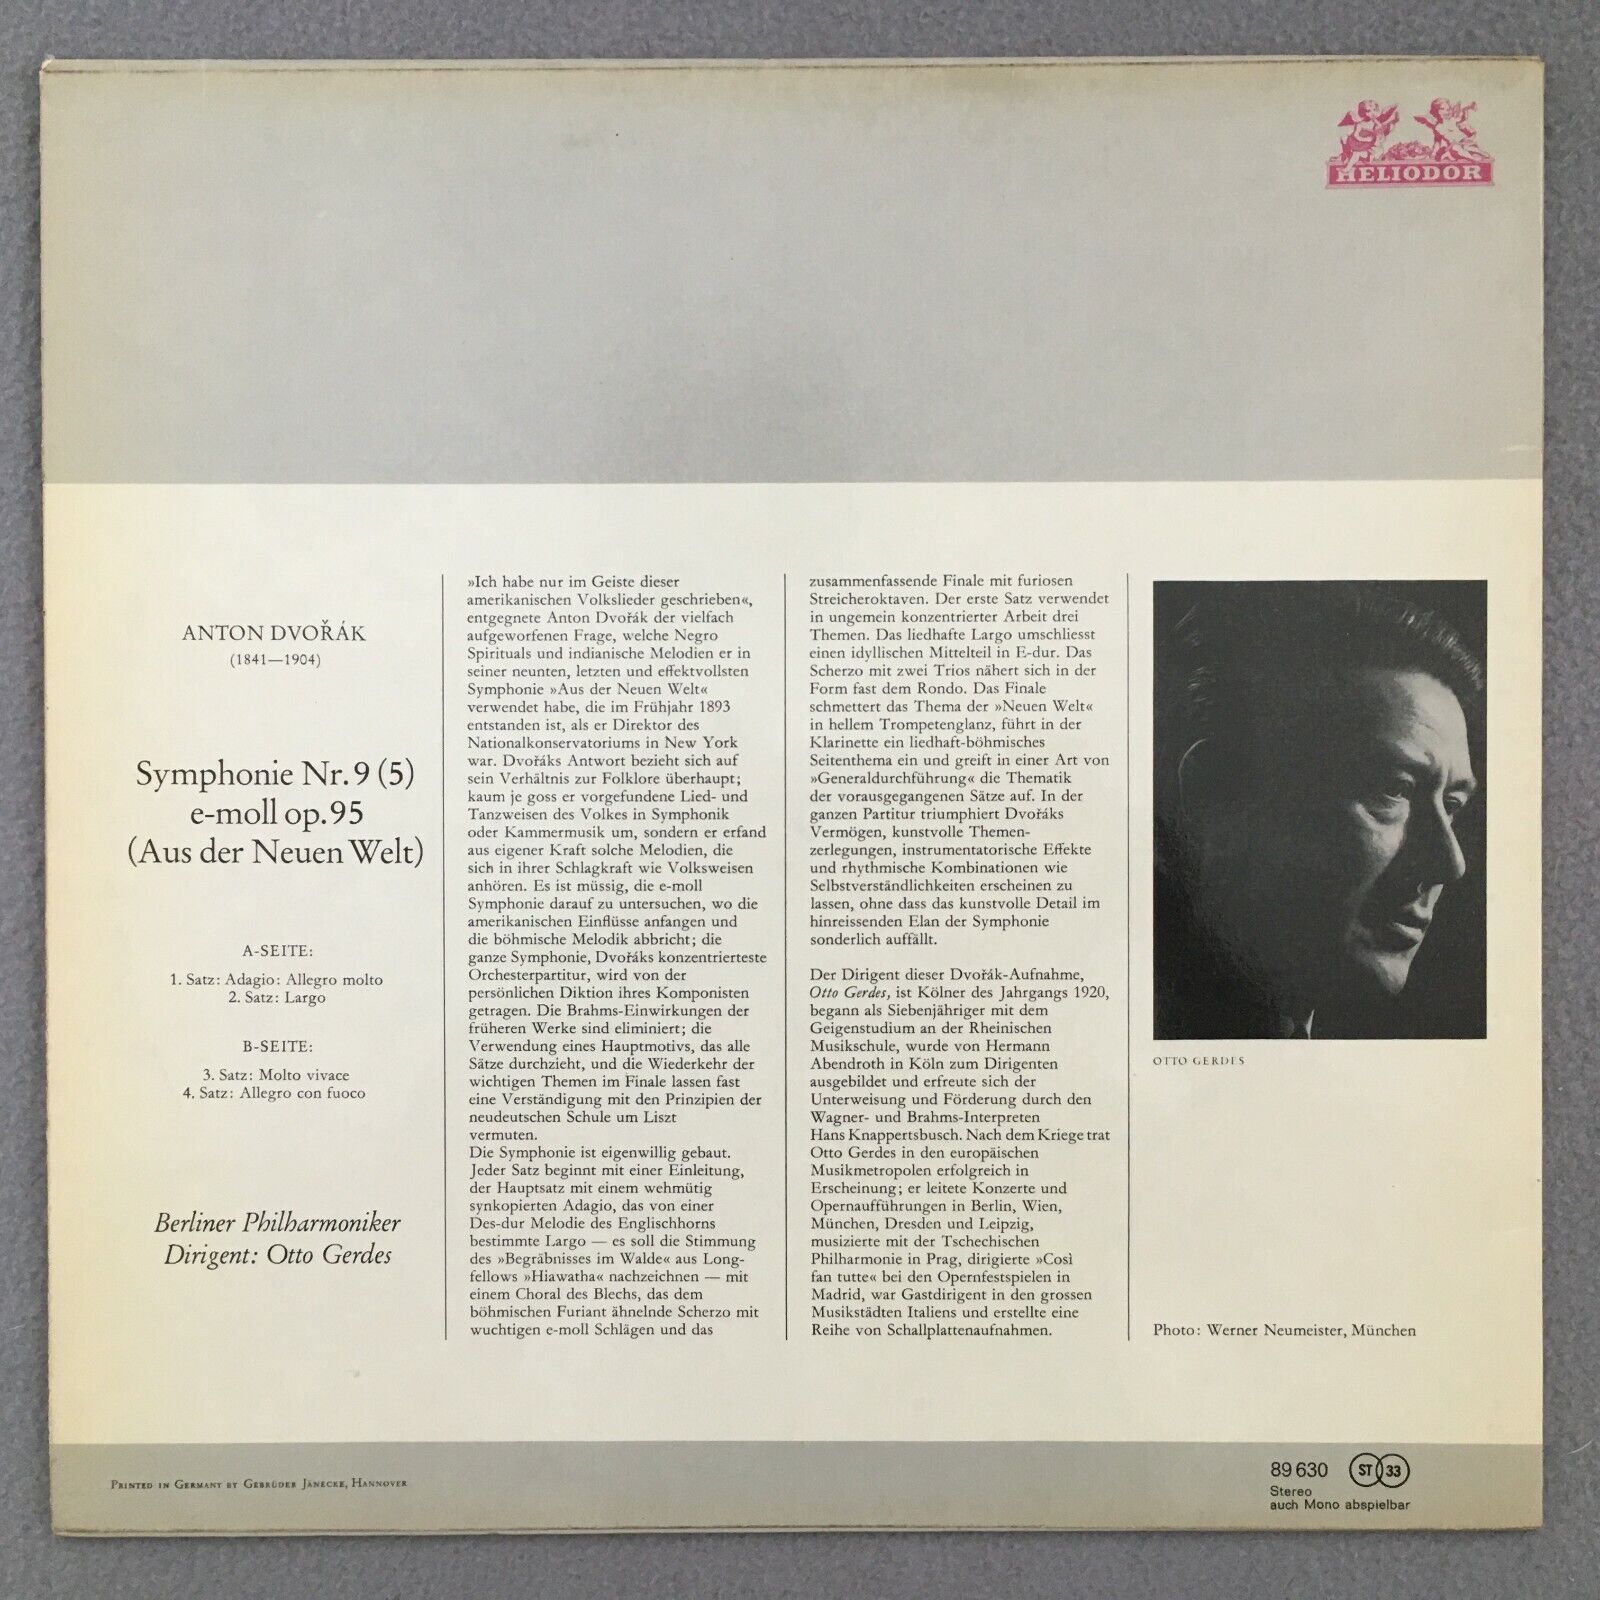 HELIODOR
ANTON DVOŘÁK
(1841—1904)
Symphonie Nr. 9 (5)
e-moll op. 95
(Aus der Neuen Welt)
A-SEITE:
1. Satz: Adagio: Allegro molto
2. Satz: Largo
B-SEITE:
3. Satz: Molto vivace
4. Satz: Allegro con fuoco
Berliner Philharmoniker
Dirigent: Otto Gerdes
»Ich habe nur im Geiste dieser
amerikanischen Volkslieder geschrieben«,
entgegnete Anton Dvořák der vielfach
aufgeworfenen Frage, welche Negro
Spirituals und indianische Melodien er in
seiner neunten, letzten und effektvollsten
Symphonie »Aus der Neuen Welt«
verwendet habe, die im Frühjahr 1893
entstanden ist, als er Direktor des
Nationalkonservatoriums in New York
war. Dvořáks Antwort bezieht sich auf
sein Verhältnis zur Folklore überhaupt;
kaum je goss er vorgefundene Lied- und
Tanzweisen des Volkes in Symphonik
oder Kammermusik um, sondern er erfand
aus eigener Kraft solche Melodien, die
sich in ihrer Schlagkraft wie Volksweisen
anhören. Es ist müssig, die e-moll
Symphonie darauf zu untersuchen, wo die
amerikanischen Einflüsse anfangen und
die böhmische Melodik abbricht; die
ganze Symphonie, Dvořáks konzentrierteste
Orchesterpartitur, wird von der
persönlichen Diktion ihres Komponisten
getragen. Die Brahms-Einwirkungen der
früheren Werke sind eliminiert; die
Verwendung eines Hauptmotivs, das alle
Sätze durchzieht, und die Wiederkehr der
wichtigen Themen im Finale lassen fast
eine Verständigung mit den Prinzipien der
neudeutschen Schule um Liszt
vermuten.
Die Symphonie ist eigenwillig gebaut.
Jeder Satz beginnt mit einer Einleitung,
der Hauptsatz mit einem wehmütig
synkopierten Adagio, das von einer
Des-dur Melodie des Englischhorns
bestimmte Largo — es soll die Stimmung
des »Begräbnisses im Walde« aus Long-
fellows »Hiawatha« nachzeichnen — mit
einem Choral des Blechs, das dem
böhmischen Furiant ähnelnde Scherzo mit
wuchtigen e-moll Schlägen und das
zusammenfassende Finale mit furiosen
Streicheroktaven. Der erste Satz verwendet
in ungemein konzentrierter Arbeit drei
Themen. Das liedhafte Largo umschliesst
einen idyllischen Mittelteil in E-dur. Das
Scherzo mit zwei Trios nähert sich in der
Form fast dem Rondo. Das Finale
schmettert das Thema der »Neuen Welt«
in hellem Trompetenglanz, führt in der
Klarinette ein liedhaft-böhmisches
Seitenthema ein und greift in einer Art von
»Generaldurchführung« die Thematik
der vorausgegangenen Sätze auf. In der
ganzen Partitur triumphiert Dvořáks
Vermögen, kunstvolle Themen-
zerlegungen, instrumentatorische Effekte
und rhythmische Kombinationen wie
Selbstverständlichkeiten erscheinen zu
lassen, ohne dass das kunstvolle Detail im
hinreissenden Elan der Symphonie
sonderlich auffällt.
Der Dirigent dieser Dvořák-Aufnahme,
Otto Gerdes, ist Kölner des Jahrgangs 1920,
begann als Siebenjähriger mit dem
Geigenstudium an der Rheinischen
Musikschule, wurde von Hermann
Abendroth in Köln zum Dirigenten
ausgebildet und erfreute sich der
Unterweisung und Förderung durch den
Wagner- und Brahms-Interpreten
Hans Knappertsbusch. Nach dem Kriege trat
Otto Gerdes in den europäischen
Musikmetropolen erfolgreich in
Erscheinung; er leitete Konzerte und
Opernaufführungen in Berlin, Wien,
München, Dresden und Leipzig,
musizierte mit der Tschechischen
Philharmonie in Prag, dirigierte »Così
fan tutte« bei den Opernfestspielen in
Madrid, war Gastdirigent in den grossen
Musikstädten Italiens und erstellte eine
Reihe von Schallplattenaufnahmen.
OTTO GERDES
Photo: Werner Neumeister, München
PRINTED IN GERMANY BY GEBRÜDER JÄNECKE, HANNOVER
89 630 ST 33
Stereo
auch Mono abspielbar